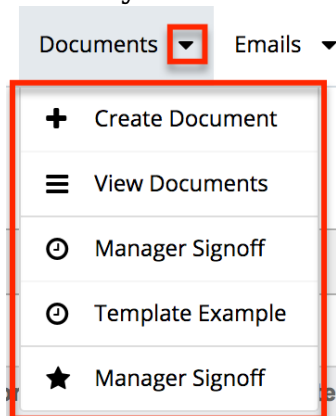 Documents Emails
Create Document
View Documents
Manager Signoff
Template Example
Manager Signoff